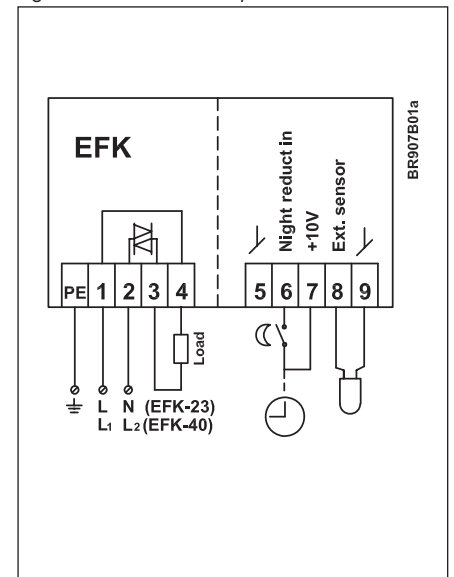 EFK
BR907B01a
Night reduct in
+10V
Ext. sensor
PE 1 2 3 4
5 6 7 8 9
Load
L N (EFK-23)
L1 L2 (EFK-40)